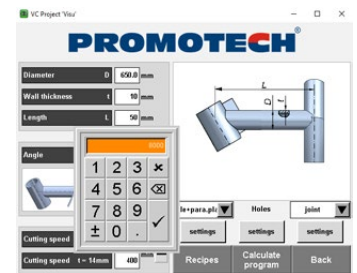 VC Project 'Visu'
PROMOTECH®
Diameter D 650.0 mm
Wall thickness t 10 mm
Length L 50 mm
L
D
t
Angle
8000
1 2 3 ×
4 5 6 ⌫
7 8 9 ✓
± 0 .
Holes joint
settings settings settings
Cutting speed
Cutting speed t = 14mm 400 mm
Recipes Calculate program Back